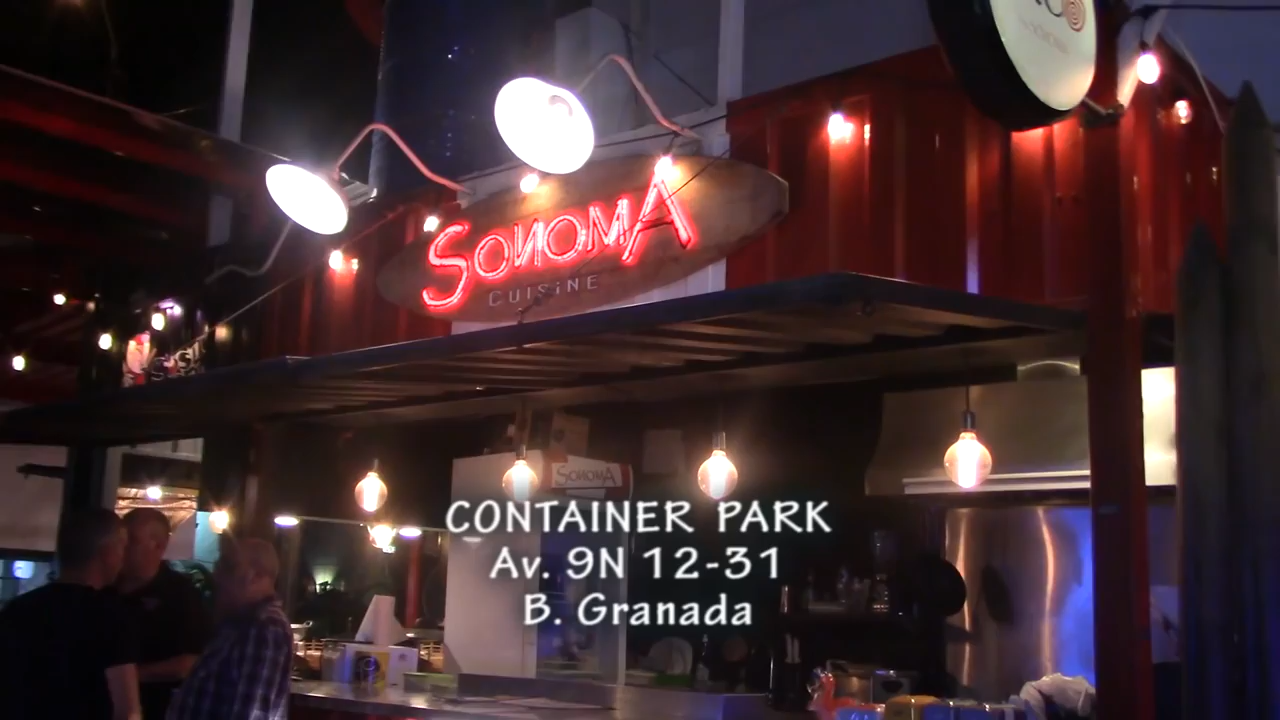 SONOMA
CUISINE
SONOMA
CONTAINER PARK
Av. 9N 12-31
B. Granada